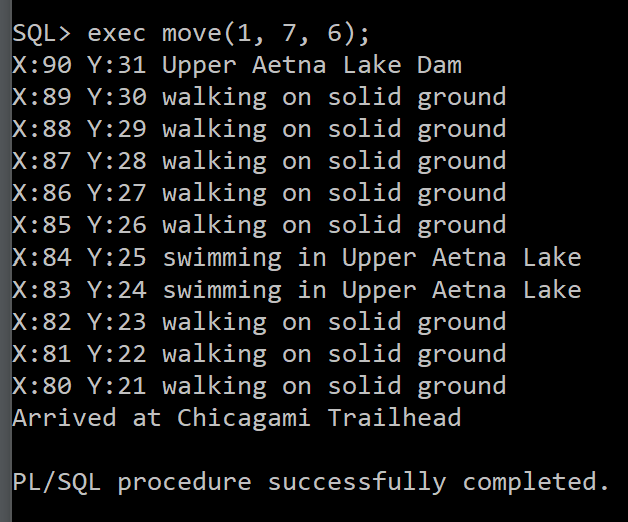 SQL> exec move(1, 7, 6);
X:90 Y:31 Upper Aetna Lake Dam
X:89 Y:30 walking on solid ground
X:88 Y:29 walking on solid ground
X:87 Y:28 walking on solid ground
X:86 Y:27 walking on solid ground
X:85 Y:26 walking on solid ground
X:84 Y:25 swimming in Upper Aetna Lake
X:83 Y:24 swimming in Upper Aetna Lake
X:82 Y:23 walking on solid ground
X:81 Y:22 walking on solid ground
X:80 Y:21 walking on solid ground
Arrived at Chicagami Trailhead
PL/SQL procedure successfully completed.